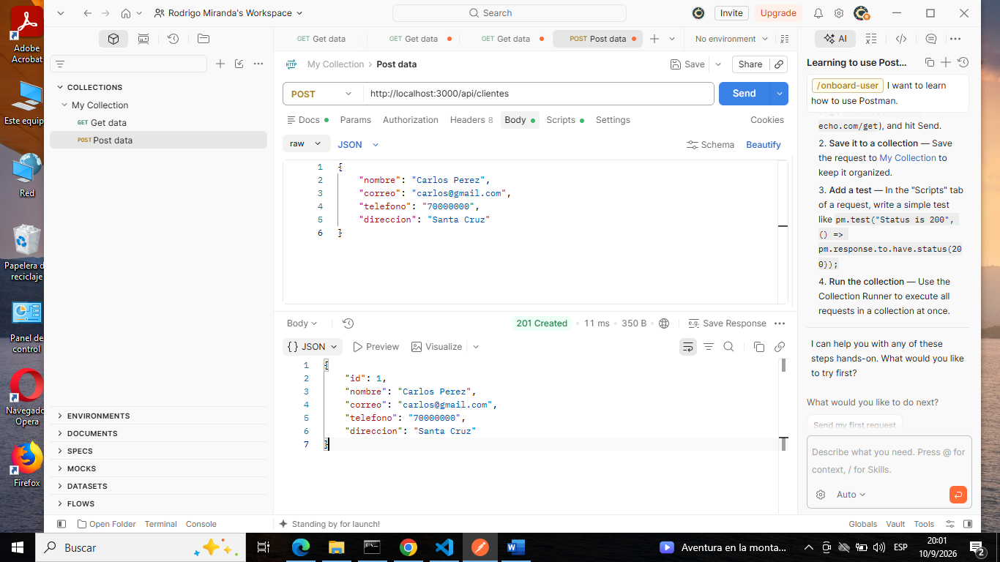 Adobe
Acrobat
Este equip
Red
Papelera d
reciclaje
Panel de
control
Navegado
Opera
Firefox
Rodrigo Miranda's Workspace
Search
Invite
Upgrade
COLLECTIONS
My Collection
GET Get data
POST Post data
ENVIRONMENTS
DOCUMENTS
SPECS
MOCKS
DATASETS
FLOWS
GET Get data
GET Get data
GET Get data
POST Post data
No environment
HTTP My Collection > Post data
Save
Share
POST
http://localhost:3000/api/clientes
Send
Docs
Params
Authorization
Headers 8
Body
Scripts
Settings
Cookies
raw
JSON
Schema
Beautify
1 {
2 "nombre": "Carlos Perez",
3 "correo": "carlos@gmail.com",
4 "telefono": "70000000",
5 "direccion": "Santa Cruz"
6 }
Body
201 Created • 11 ms • 350 B •
e.g. Save Response
{} JSON
Preview
Visualize
1 {
2 "id": 1,
3 "nombre": "Carlos Perez",
4 "correo": "carlos@gmail.com",
5 "telefono": "70000000",
6 "direccion": "Santa Cruz"
7 }
AI
Learning to use Post...
/onboard-user I want to learn
how to use Postman.
echo.com/get), and hit Send.
2. Save it to a collection — Save
the request to My Collection to
keep it organized.
3. Add a test — In the "Scripts" tab
of a request, write a simple test
like pm.test("Status is 200",
() =>
pm.response.to.have.status(20
0));
4. Run the collection — Use the
Collection Runner to execute all
requests in a collection at once.
I can help you with any of these
steps hands-on. What would you like
to try first?
What would you like to do next?
Send my first request
Describe what you need. Press @ for
context, / for Skills.
Auto
Open Folder
Terminal
Console
Standing by for launch!
Globals
Vault
Tools
Buscar
Aventura en la monta...
ESP
20:01
10/9/2026
2